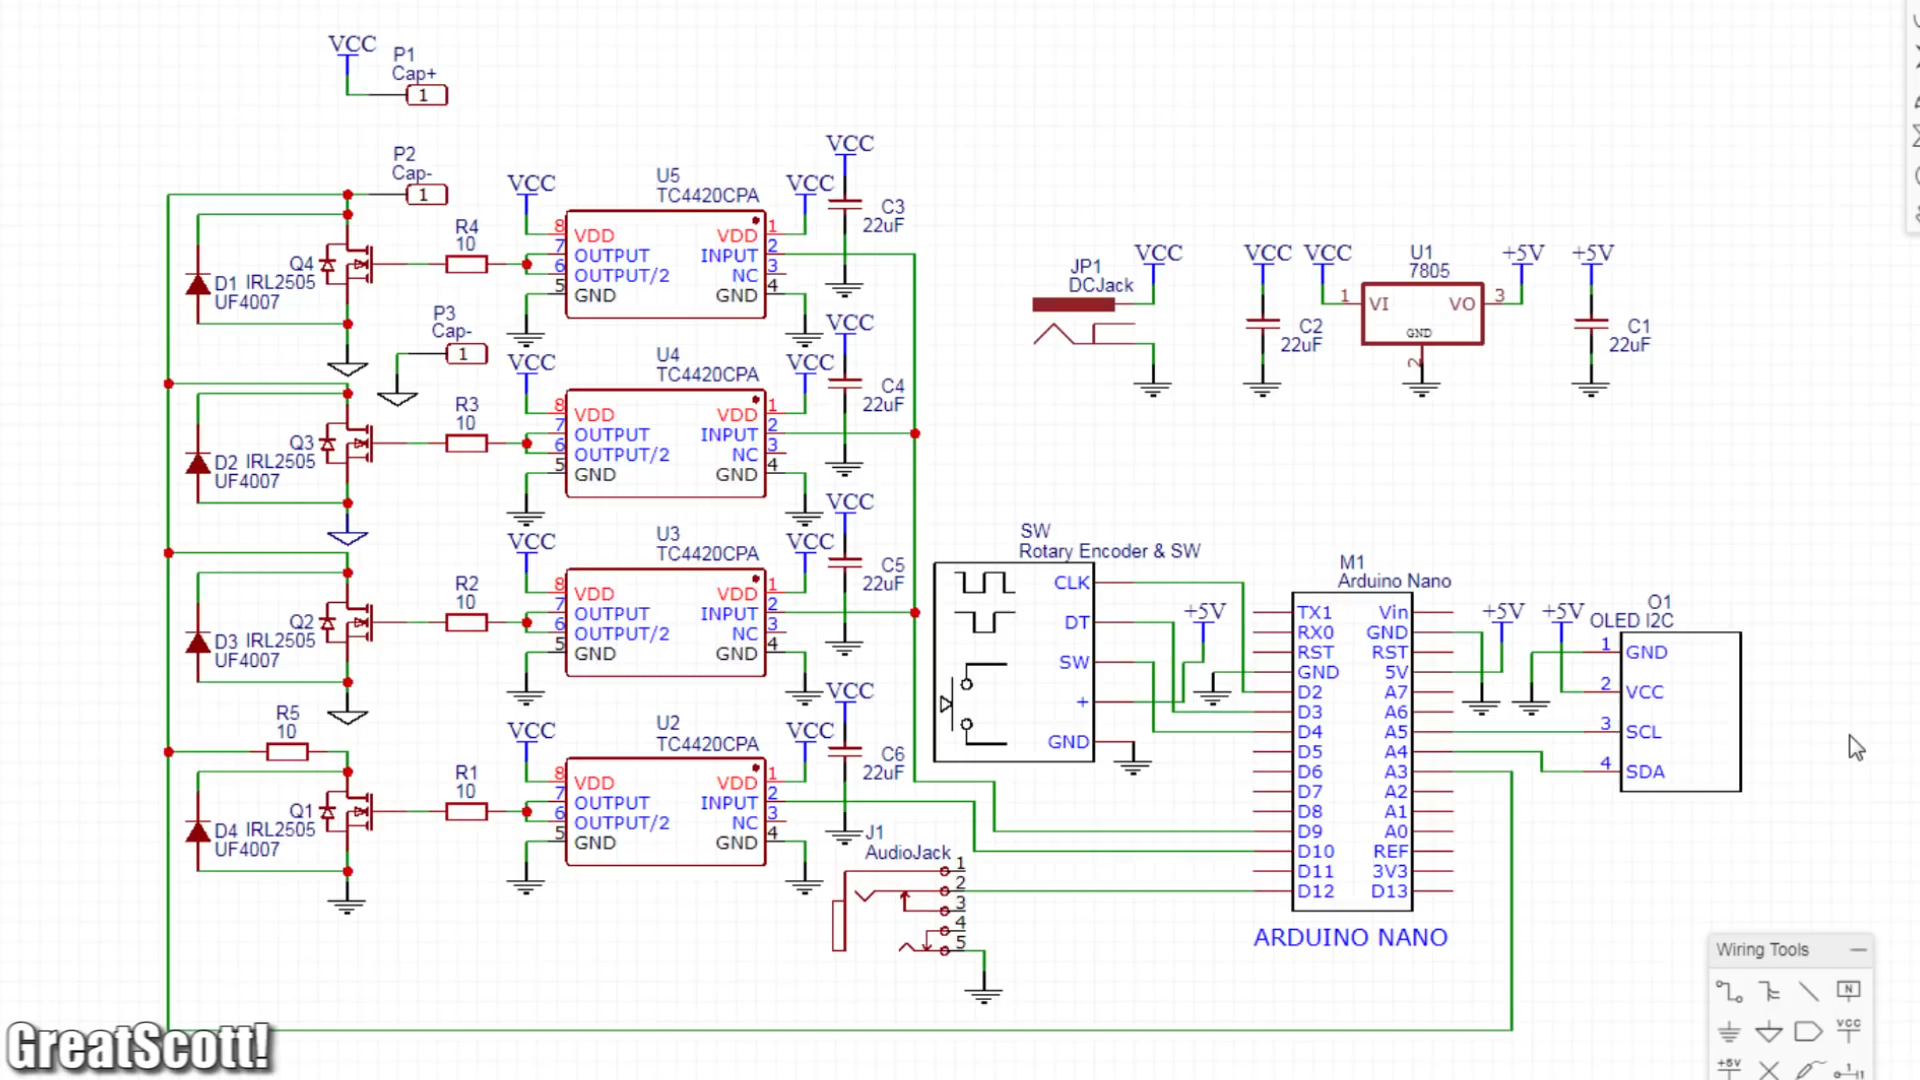 VCC
P1
Cap+
1
P2
Cap-
1
VCC
U5
TC4420CPA
VCC
VCC
C3
22uF
R4
10
8 VDD VDD 1
7 OUTPUT INPUT 2
6 OUTPUT/2 NC 3
5 GND GND 4
Q4
D1 IRL2505
UF4007
P3
Cap-
1
VCC
U4
TC4420CPA
VCC
VCC
C4
22uF
R3
10
8 VDD VDD 1
7 OUTPUT INPUT 2
6 OUTPUT/2 NC 3
5 GND GND 4
Q3
D2 IRL2505
UF4007
VCC
U3
TC4420CPA
VCC
VCC
C5
22uF
R2
10
8 VDD VDD 1
7 OUTPUT INPUT 2
6 OUTPUT/2 NC 3
5 GND GND 4
Q2
D3 IRL2505
UF4007
R5
10
VCC
U2
TC4420CPA
VCC
VCC
C6
22uF
R1
10
8 VDD VDD 1
7 OUTPUT INPUT 2
6 OUTPUT/2 NC 3
5 GND GND 4
Q1
D4 IRL2505
UF4007
J1
AudioJack
1
2
3
4
5
JP1
DCJack
VCC
VCC
C2
22uF
VCC
U1
7805
1 VI VO 3
GND
2
+5V
+5V
C1
22uF
SW
Rotary Encoder & SW
CLK
DT
SW
+
GND
+5V
M1
Arduino Nano
TX1 Vin
RX0 GND
RST RST
GND 5V
D2 A7
D3 A6
D4 A5
D5 A4
D6 A3
D7 A2
D8 A1
D9 A0
D10 REF
D11 3V3
D12 D13
ARDUINO NANO
+5V
+5V
O1
OLED I2C
1 GND
2 VCC
3 SCL
4 SDA
Wiring Tools
N
VCC
+5V
GreatScott!